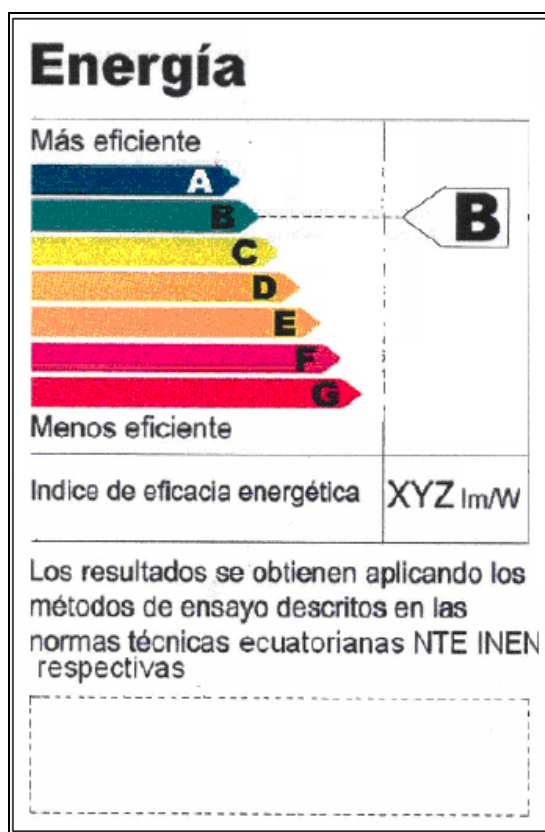 Energía
Más eficiente
A
B
B
C
D
E
F
G
Menos eficiente
Indice de eficacia energética XYZ lm/W
Los resultados se obtienen aplicando los
métodos de ensayo descritos en las
normas técnicas ecuatorianas NTE INEN
respectivas